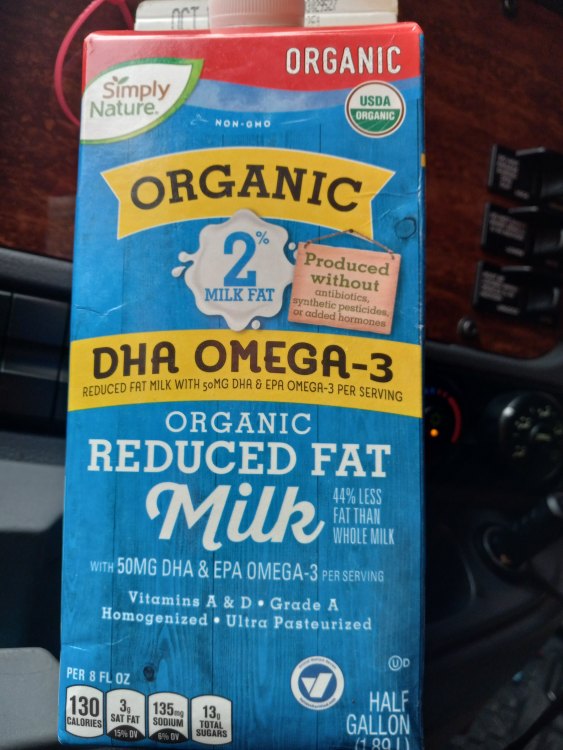 OCT
ORGANIC
Simply
Nature®
USDA
ORGANIC
NON-GMO
ORGANIC
2%
MILK FAT
Produced
without
antibiotics,
synthetic pesticides,
or added hormones
DHA OMEGA-3
REDUCED FAT MILK WITH 50MG DHA & EPA OMEGA-3 PER SERVING
ORGANIC
REDUCED FAT
Milk
44% LESS
FAT THAN
WHOLE MILK
WITH 50MG DHA & EPA OMEGA-3 PER SERVING
Vitamins A & D • Grade A
Homogenized • Ultra Pasteurized
UD
PER 8 FL OZ
130
CALORIES
3g
SAT FAT
15% DV
135mg
SODIUM
6% DV
13g
TOTAL
SUGARS
HALF
GALLON
(1.89L)